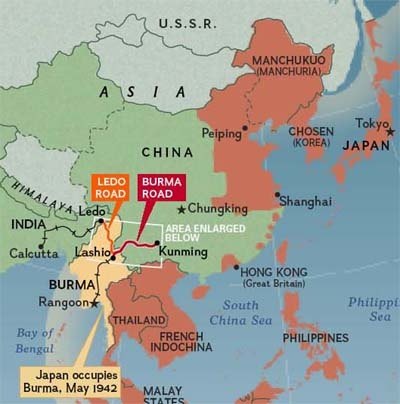 U.S.S.R.
MANCHUKUO
(MANCHURIA)
ASIA
Peiping
CHOSEN
(KOREA)
Tokyo
JAPAN
CHINA
HIMALAYA
LEDO
ROAD
BURMA
ROAD
Shanghai
Chungking
Ledo
INDIA
AREA ENLARGED
BELOW
Calcutta
Lashio
Kunming
HONG KONG
(Great Britain)
BURMA
Rangoon
South
China Sea
Philippi
Sea
Bay of
Bengal
THAILAND
FRENCH
INDOCHINA
PHILIPPINES
Japan occupies
Burma, May 1942
MALAY
STATES